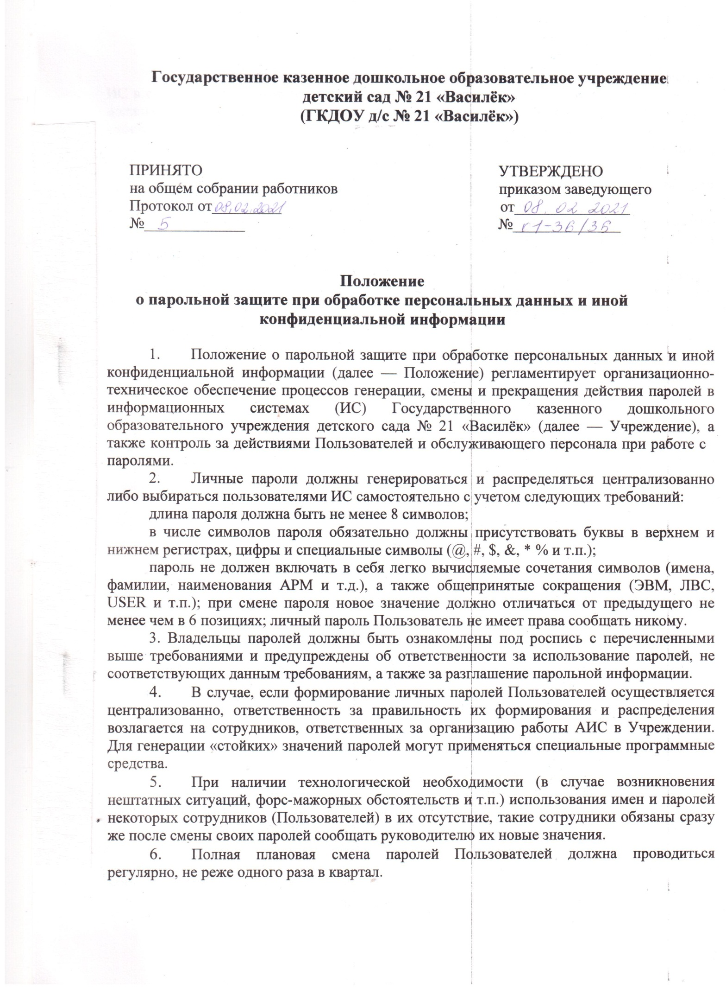 Государственное казенное дошкольное образовательное учреждение
детский сад № 21 «Василёк»
(ГКДОУ д/с № 21 «Василёк»)
ПРИНЯТО
на общем собрании работников
Протокол от 08.02.2021
№ 5
УТВЕРЖДЕНО
приказом заведующего
от 08. 02 2021
№
Положение
о парольной защите при обработке персональных данных и иной
конфиденциальной информации
1. Положение о парольной защите при обработке персональных данных и иной
конфиденциальной информации (далее — Положение) регламентирует организационно-
техническое обеспечение процессов генерации, смены и прекращения действия паролей в
информационных системах (ИС) Государственного казенного дошкольного
образовательного учреждения детского сада № 21 «Василёк» (далее — Учреждение), а
также контроль за действиями Пользователей и обслуживающего персонала при работе с
паролями.
2. Личные пароли должны генерироваться и распределяться централизованно
либо выбираться пользователями ИС самостоятельно с учетом следующих требований:
длина пароля должна быть не менее 8 символов;
в числе символов пароля обязательно должны присутствовать буквы в верхнем и
нижнем регистрах, цифры и специальные символы (@, #, $, &, * % и т.п.);
пароль не должен включать в себя легко вычисляемые сочетания символов (имена,
фамилии, наименования АРМ и т.д.), а также общепринятые сокращения (ЭВМ, ЛВС,
USER и т.п.); при смене пароля новое значение должно отличаться от предыдущего не
менее чем в 6 позициях; личный пароль Пользователь не имеет права сообщать никому.
3. Владельцы паролей должны быть ознакомлены под роспись с перечисленными
выше требованиями и предупреждены об ответственности за использование паролей, не
соответствующих данным требованиям, а также за разглашение парольной информации.
4. В случае, если формирование личных паролей Пользователей осуществляется
централизованно, ответственность за правильность их формирования и распределения
возлагается на сотрудников, ответственных за организацию работы АИС в Учреждении.
Для генерации «стойких» значений паролей могут применяться специальные программные
средства.
5. При наличии технологической необходимости (в случае возникновения
нештатных ситуаций, форс-мажорных обстоятельств и т.п.) использования имен и паролей
некоторых сотрудников (Пользователей) в их отсутствие, такие сотрудники обязаны сразу
же после смены своих паролей сообщать руководителю их новые значения.
6. Полная плановая смена паролей Пользователей должна проводиться
регулярно, не реже одного раза в квартал.